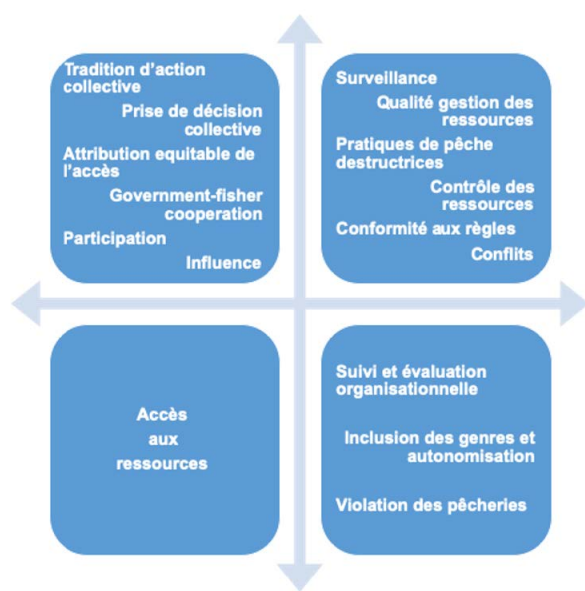 Tradition d'action
collective
Prise de décision
collective
Attribution equitable de
l'accès
Government-fisher
cooperation
Participation
Influence
Surveillance
Qualité gestion des
ressources
Pratiques de pêche
destructrices
Contrôle des
ressources
Conformité aux règles
Conflits
Accès
aux
ressources
Suivi et évaluation
organisationnelle
Inclusion des genres et
autonomisation
Violation des pêcheries